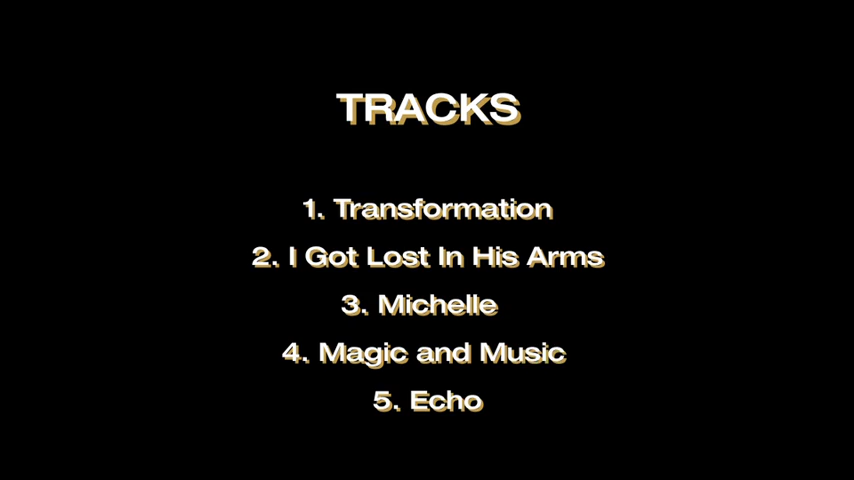 TRACKS
1. Transformation
2. I Got Lost In His Arms
3. Michelle
4. Magic and Music
5. Echo